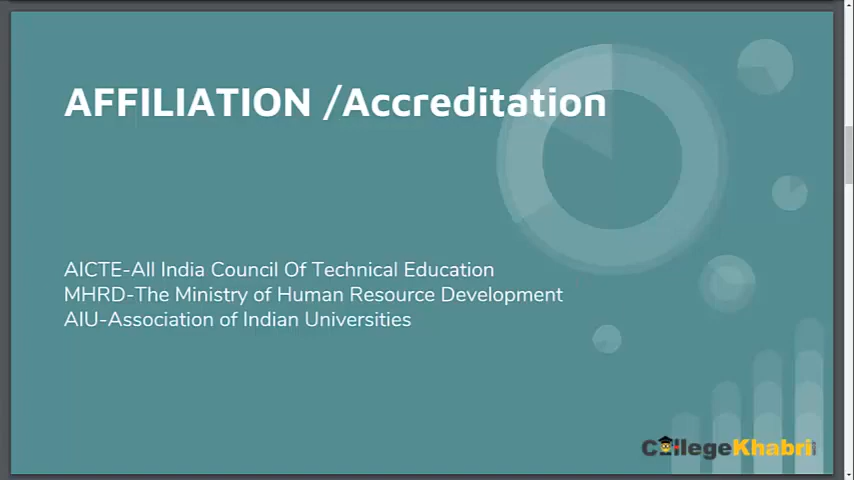 AFFILIATION /Accreditation
AICTE-All India Council Of Technical Education
MHRD-The Ministry of Human Resource Development
AIU-Association of Indian Universities
CollegeKhabri